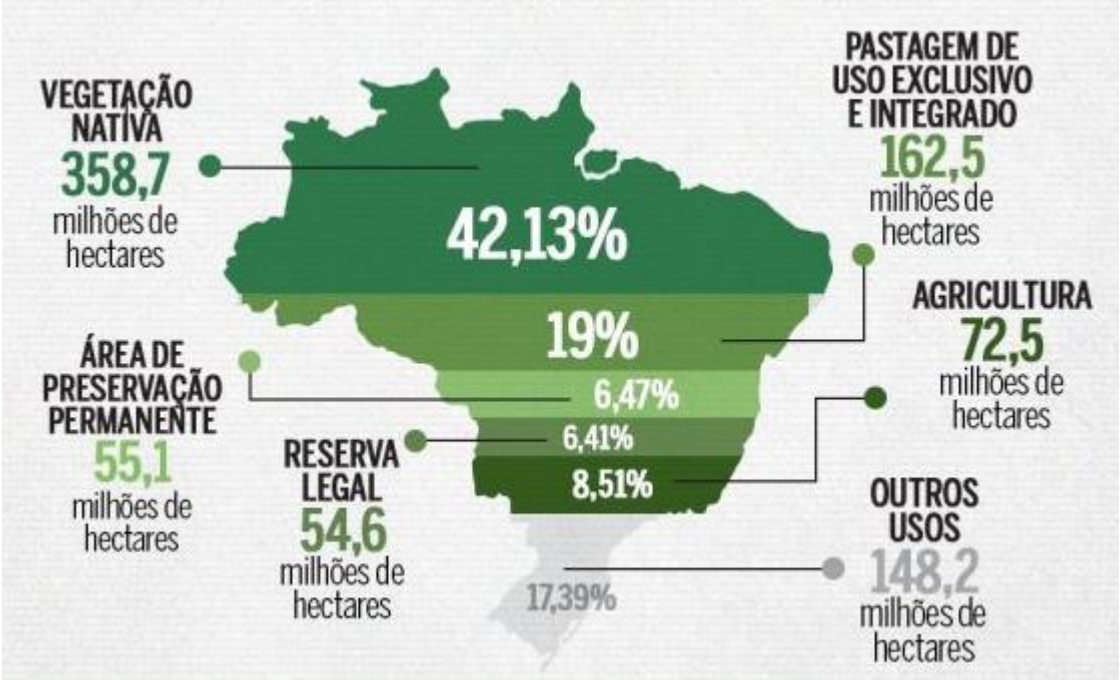 VEGETAÇÃO
NATIVA
358,7
milhões de
hectares
42,13%
PASTAGEM DE
USO EXCLUSIVO
E INTEGRADO
162,5
milhões de
hectares
19%
ÁREA DE
PRESERVAÇÃO
PERMANENTE
55,1
milhões de
hectares
6,47%
RESERVA
LEGAL
54,6
milhões de
hectares
6,41%
AGRICULTURA
72,5
milhões de
hectares
8,51%
OUTROS
USOS
148,2
milhões de
hectares
17,39%